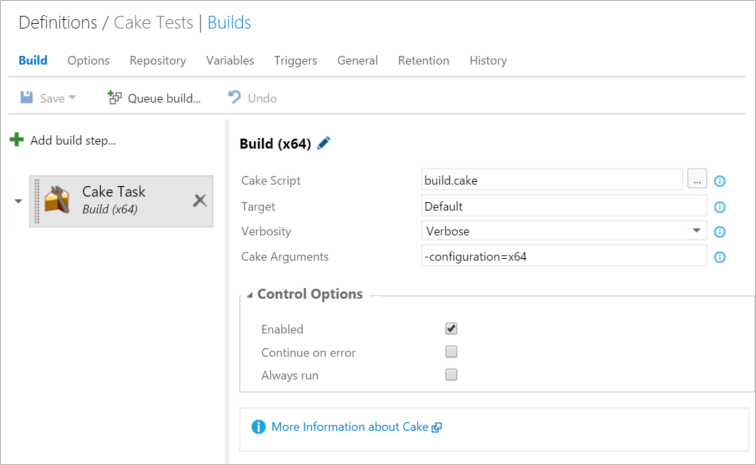 Definitions / Cake Tests | Builds
Build Options Repository Variables Triggers General Retention History
Save Queue build... Undo
Add build step...
Cake Task
Build (x64)
Build (x64)
Cake Script build.cake ...
Target Default
Verbosity Verbose
Cake Arguments -configuration=x64
Control Options
Enabled
Continue on error
Always run
More Information about Cake